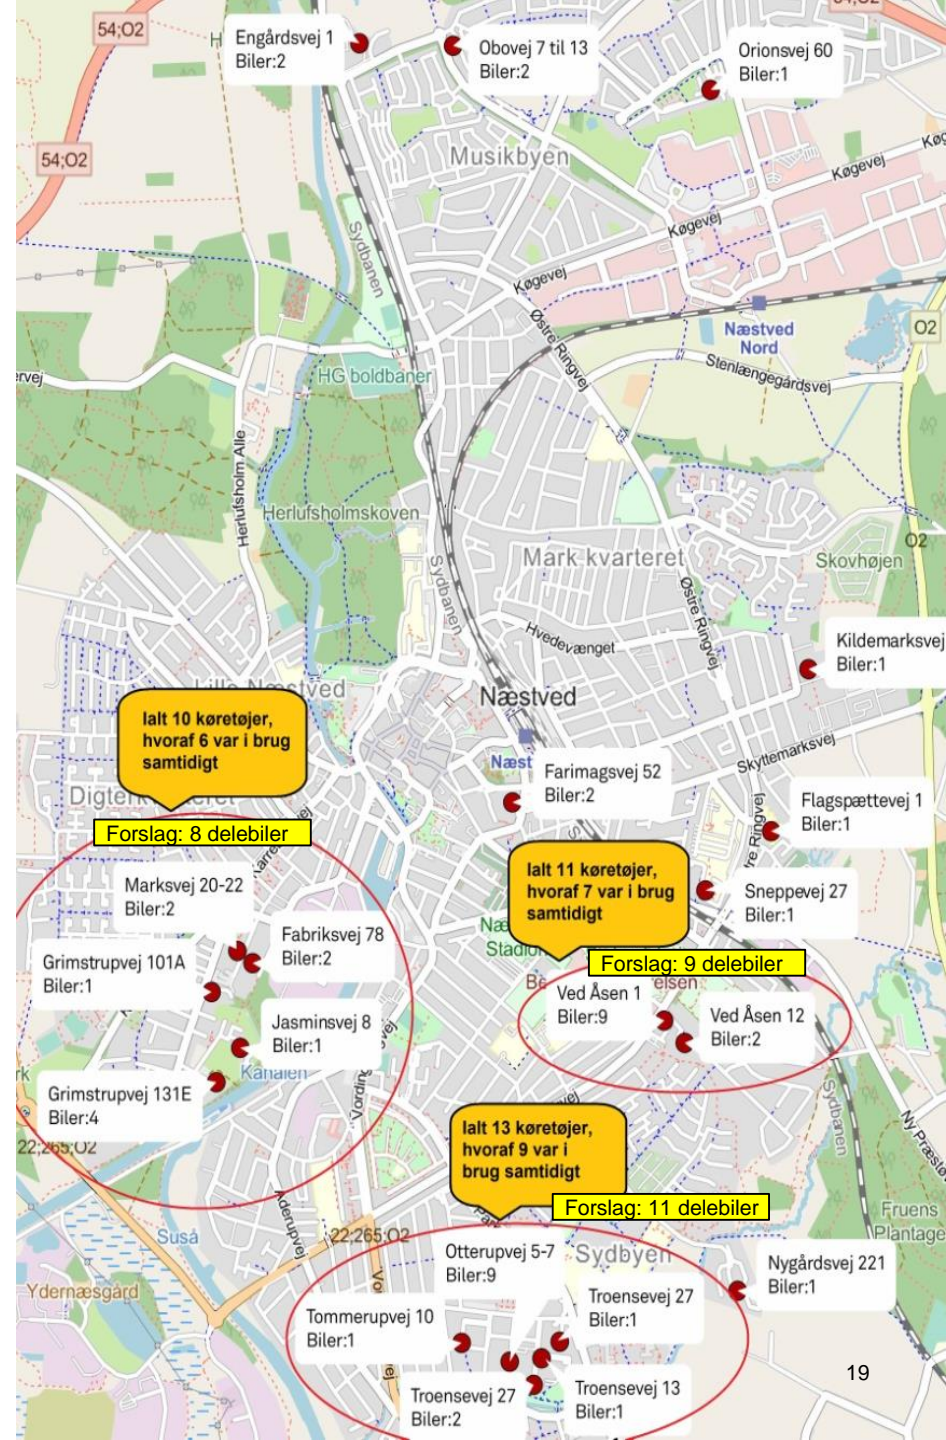 54;O2
Engårdsvej 1
Biler:2
Obovej 7 til 13
Biler:2
Orionsvej 60
Biler:1
54;O2
Musikbyen
Køgevej
Køgevej
Sydbanen
Køgevej
Østre Ringvej
Næstved
Nord
O2
Stenlængegårdsvej
HG boldbaner
Herlufsholm Alle
Herlufsholmskoven
Mark kvarteret
Skovhøjen
O2
Sydbanen
Østre Ringvej
Hvedevænget
Kildemarksvej
Biler:1
Næstved
Ialt 10 køretøjer,
hvoraf 6 var i brug
samtidigt
Skyttemarksvej
Farimagsvej 52
Biler:2
Flagspættevej 1
Biler:1
Forslag: 8 delebiler
Ialt 11 køretøjer,
hvoraf 7 var i brug
samtidigt
Marksvej 20-22
Biler:2
Sneppevej 27
Biler:1
Fabriksvej 78
Biler:2
Forslag: 9 delebiler
Grimstrupvej 101A
Biler:1
Ved Åsen 1
Biler:9
Ved Åsen 12
Biler:2
Jasminsvej 8
Biler:1
Kanalen
Grimstrupvej 131E
Biler:4
Sydbanen
22;265;O2
Ialt 13 køretøjer,
hvoraf 9 var i
brug samtidigt
Aderupvej
Forslag: 11 delebiler
Fruens
Plantage
22;265;O2
Suså
Sydbyen
Otterupvej 5-7
Biler:9
Nygårdsvej 221
Biler:1
Ydernæsgård
Troensevej 27
Biler:1
Tommerupvej 10
Biler:1
19
Troensevej 27
Biler:2
Troensevej 13
Biler:1